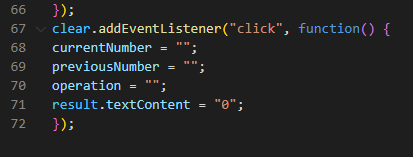 66 });
67 clear.addEventListener("click", function() {
68 currentNumber = "";
69 previousNumber = "";
70 operation = "";
71 result.textContent = "0";
72 });